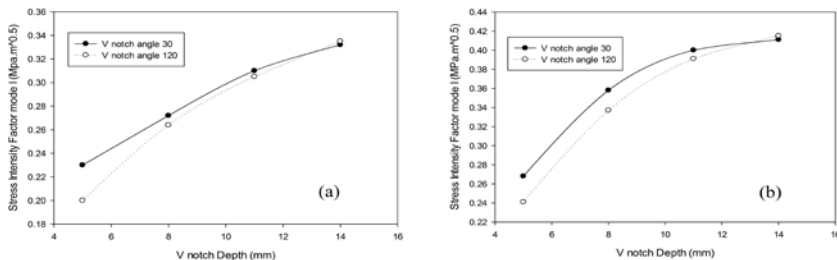 0.36
0.34
0.32
0.30
0.28
0.26
0.24
0.22
0.20
0.18
Stress Intensity Factor mode I (Mpa.m^0.5)
V notch angle 30
V notch angle 120
(a)
4 6 8 10 12 14 16
V notch Depth (mm)
0.44
0.42
0.40
0.38
0.36
0.34
0.32
0.30
0.28
0.26
0.24
0.22
Stress Intensity Factor mode I (MPa.m^0.5)
V notch angle 30
V notch angle 120
(b)
4 6 8 10 12 14 16
V notch Depth (mm)